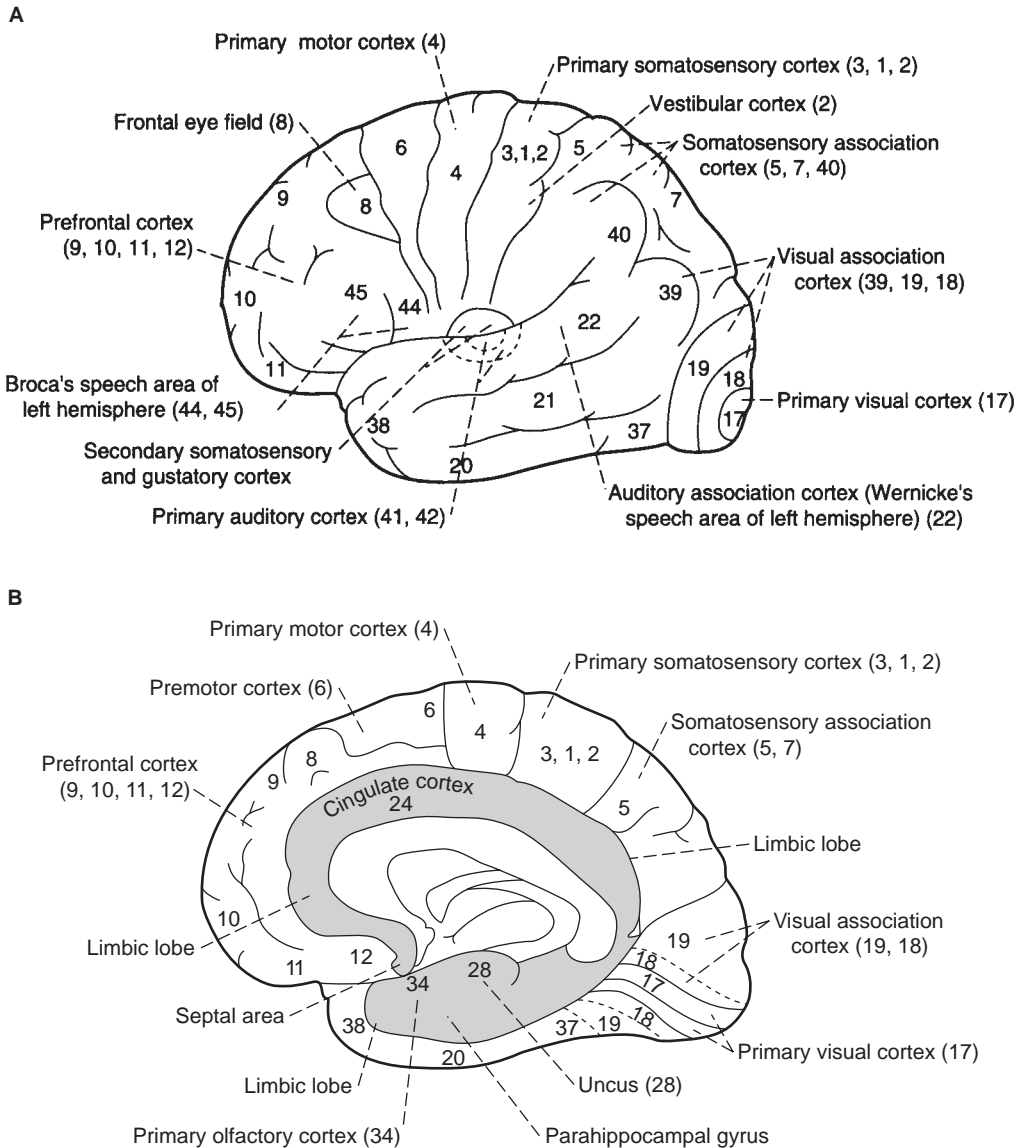 A
Primary motor cortex (4)
Primary somatosensory cortex (3, 1, 2)
Vestibular cortex (2)
Frontal eye field (8)
Somatosensory association
cortex (5, 7, 40)
6
3,1,2
5
4
9
8
7
Prefrontal cortex
(9, 10, 11, 12)
40
Visual association
cortex (39, 19, 18)
10
45
44
39
22
11
19
18
Broca's speech area of
left hemisphere (44, 45)
21
Primary visual cortex (17)
17
38
37
Secondary somatosensory
and gustatory cortex
20
Auditory association cortex (Wernicke's
speech area of left hemisphere) (22)
Primary auditory cortex (41, 42)
B
Primary motor cortex (4)
Primary somatosensory cortex (3, 1, 2)
Premotor cortex (6)
6
4
Somatosensory association
cortex (5, 7)
3, 1, 2
8
Prefrontal cortex
(9, 10, 11, 12)
9
Cingulate cortex
24
5
Limbic lobe
10
Visual association
cortex (19, 18)
19
Limbic lobe
12
11
18
28
34
17
Septal area
18
38
37
19
20
Primary visual cortex (17)
Limbic lobe
Uncus (28)
Primary olfactory cortex (34)
Parahippocampal gyrus